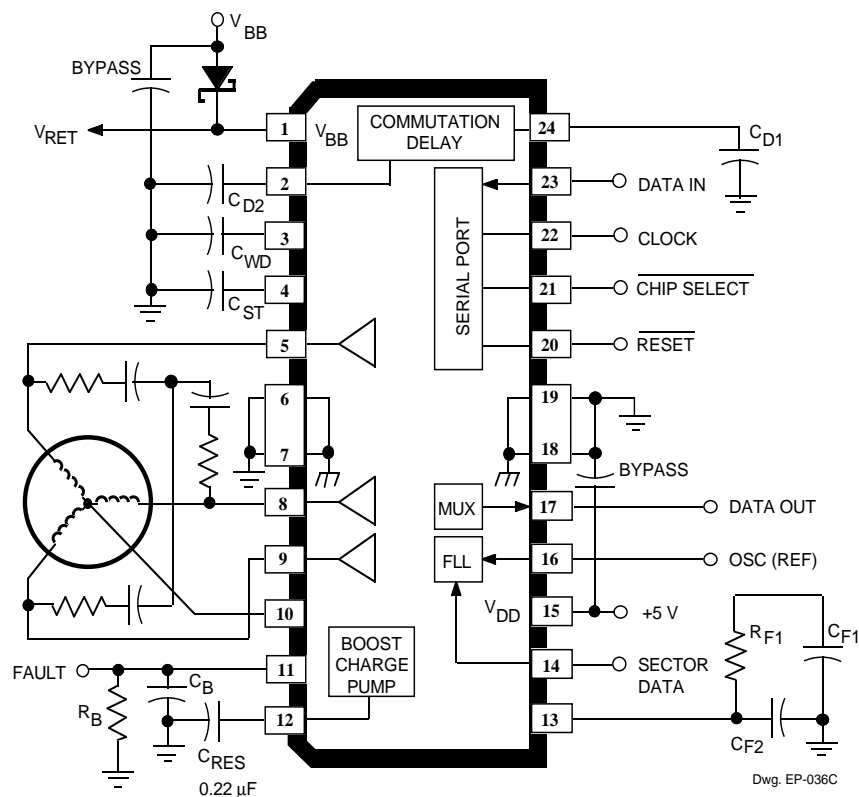 V BB
BYPASS
V RET
1
V BB
COMMUTATION
DELAY
24
C D1
2
C D2
23
DATA IN
3
C WD
22
CLOCK
SERIAL PORT
4
C ST
21
CHIP SELECT
5
20
RESET
6
19
7
18
BYPASS
8
MUX
17
DATA OUT
9
FLL
16
OSC (REF)
10
V DD
15
+5 V
R F1
C F1
FAULT
11
BOOST
CHARGE
PUMP
14
SECTOR
DATA
C B
R B
12
13
C RES
0.22 µF
C F2
Dwg. EP-036C